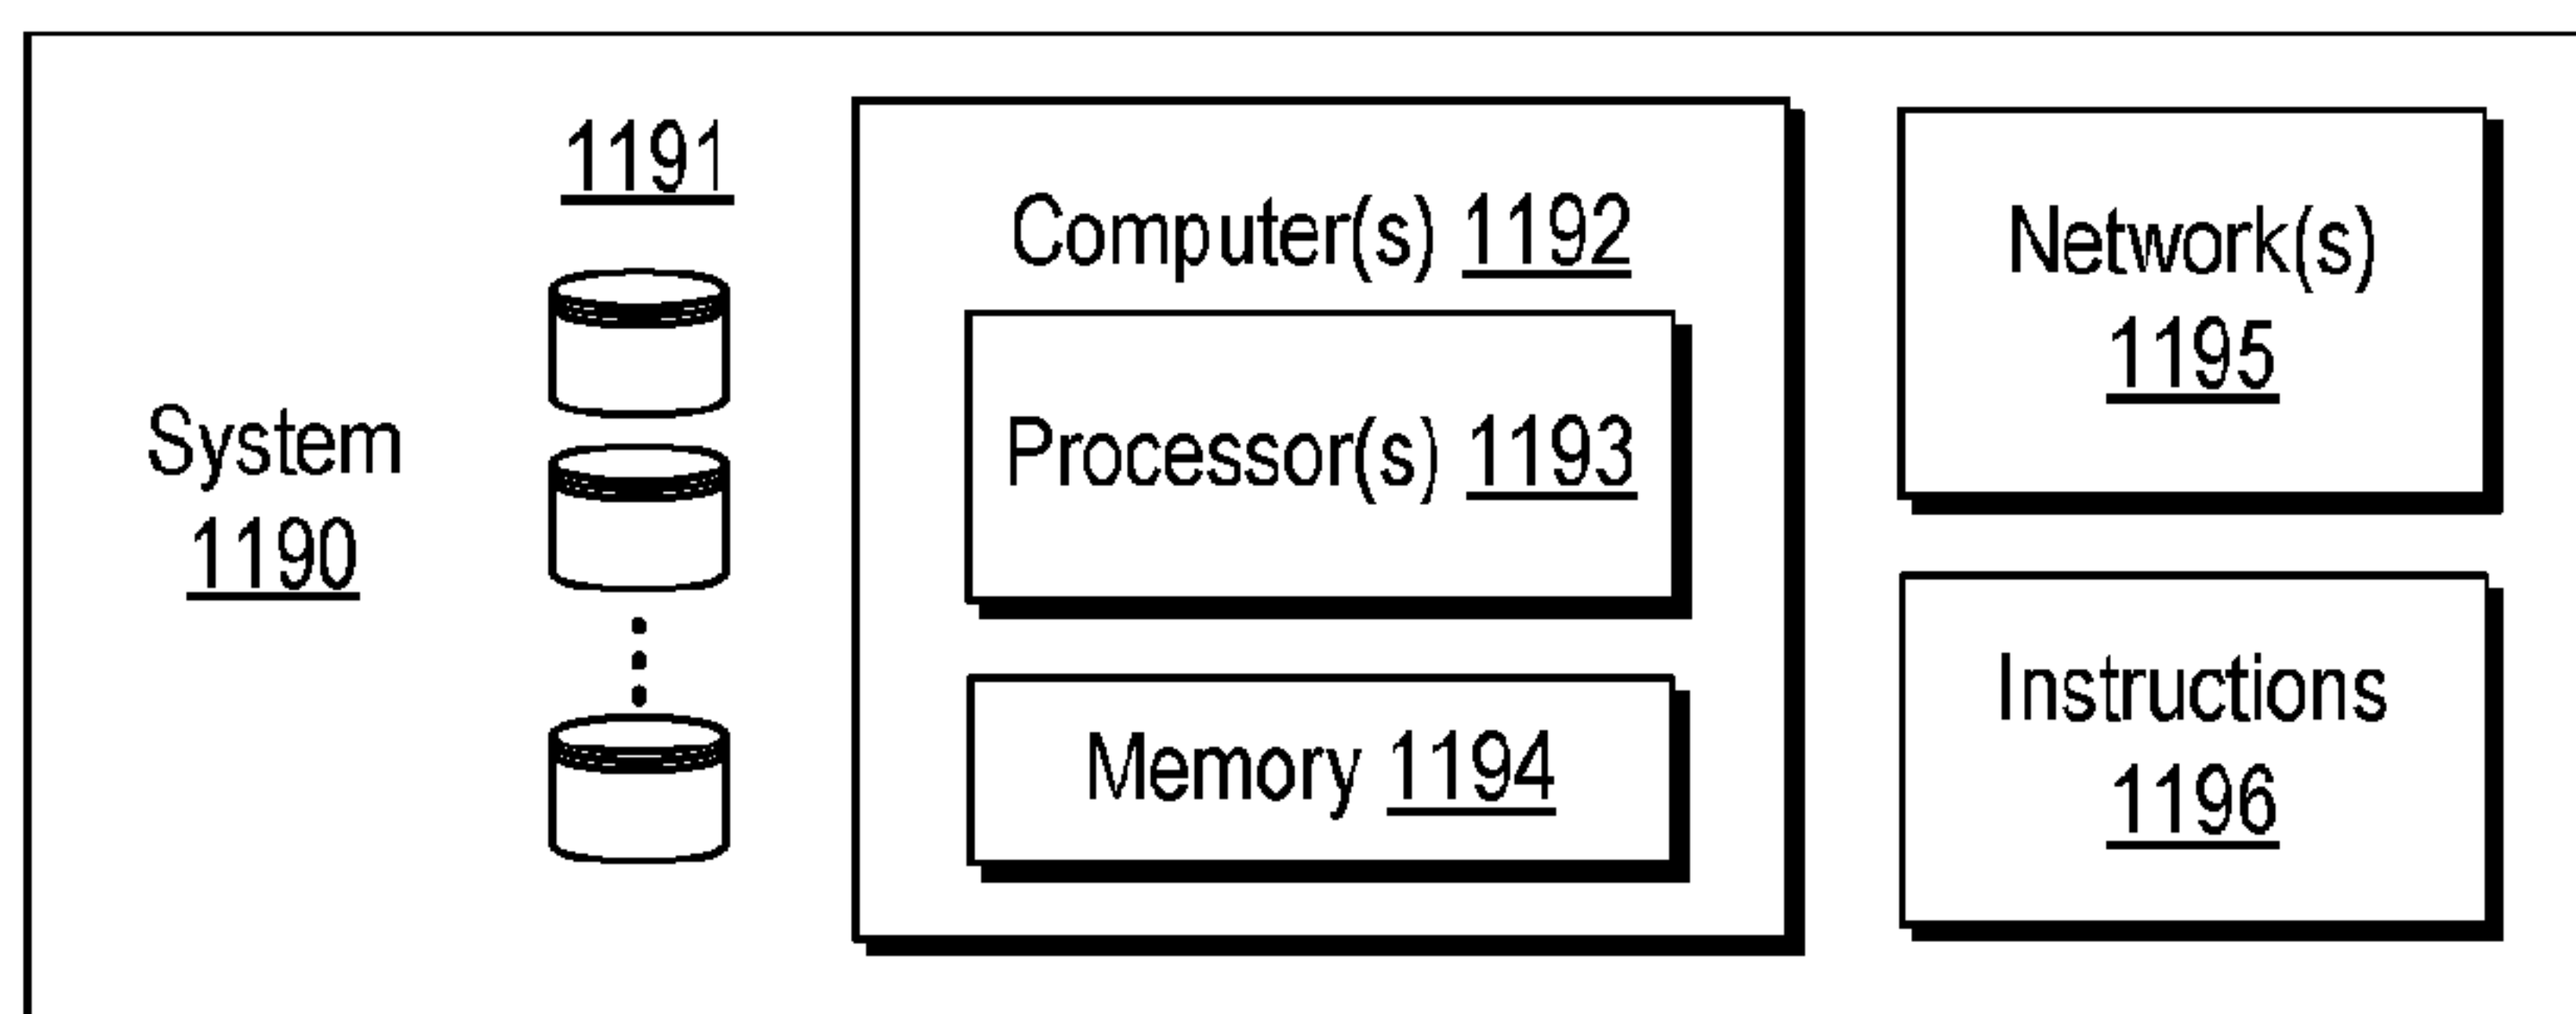 System
1190
1191
Computer(s) 1192
Processor(s) 1193
Memory 1194
Network(s)
1195
Instructions
1196